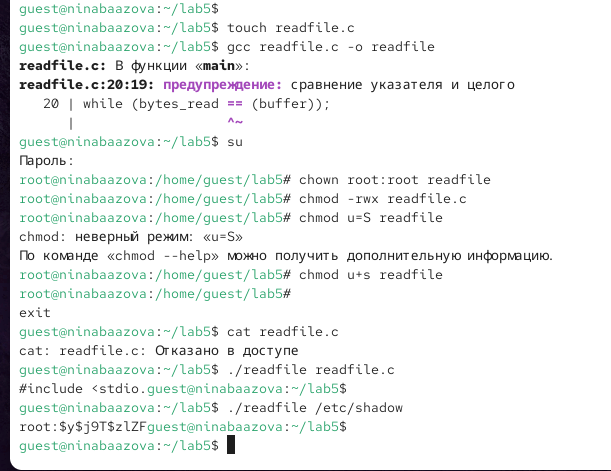 guest@ninabaazova:~/lab5$
guest@ninabaazova:~/lab5$ touch readfile.c
guest@ninabaazova:~/lab5$ gcc readfile.c -o readfile
readfile.c: В функции «main»:
readfile.c:20:19: предупреждение: сравнение указателя и целого
20 | while (bytes_read == (buffer));
| ^~
guest@ninabaazova:~/lab5$ su
Пароль:
root@ninabaazova:/home/guest/lab5# chown root:root readfile
root@ninabaazova:/home/guest/lab5# chmod -rwx readfile.c
root@ninabaazova:/home/guest/lab5# chmod u=S readfile
chmod: неверный режим: «u=S»
По команде «chmod --help» можно получить дополнительную информацию.
root@ninabaazova:/home/guest/lab5# chmod u+s readfile
root@ninabaazova:/home/guest/lab5#
exit
guest@ninabaazova:~/lab5$ cat readfile.c
cat: readfile.c: Отказано в доступе
guest@ninabaazova:~/lab5$ ./readfile readfile.c
#include <stdio.guest@ninabaazova:~/lab5$
guest@ninabaazova:~/lab5$ ./readfile /etc/shadow
root:$y$j9T$zlZFguest@ninabaazova:~/lab5$
guest@ninabaazova:~/lab5$